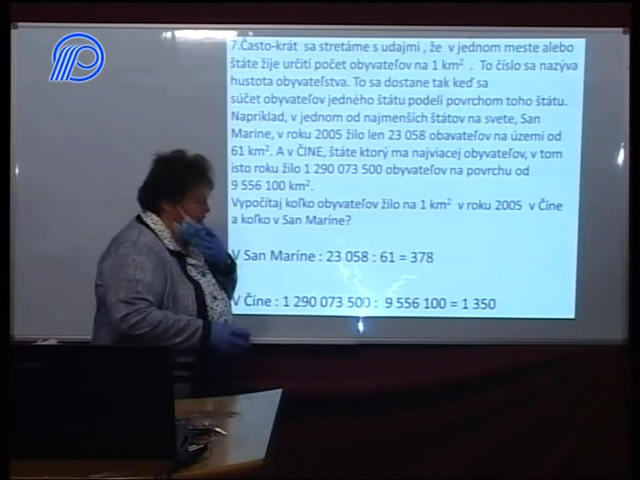 7.Často-krát sa stretáme s udajmi , že v jednom meste alebo
štáte žije určití počet obyvateľov na 1 km² . To číslo sa nazýva
hustota obyvateľstva. To sa dostane tak keď sa
súčet obyvateľov jedného štátu podelí povrchom toho štátu.
Napríklad, v jednom od najmenších štátov na svete, San
Maríne, v roku 2005 žilo len 23 058 obavateľov na území od
61 km². A v ČINE, štáte ktorý ma najviacej obyvateľov, v tom
isto roku žilo 1 290 073 500 obyvateľov na povrchu od
9 556 100 km².
Vypočítaj koľko obyvateľov žilo na 1 km² v roku 2005 v Číne
a koľko v San Maríne?
V San Maríne : 23 058 : 61 = 378
V Číne : 1 290 073 500 : 9 556 100 = 1 350